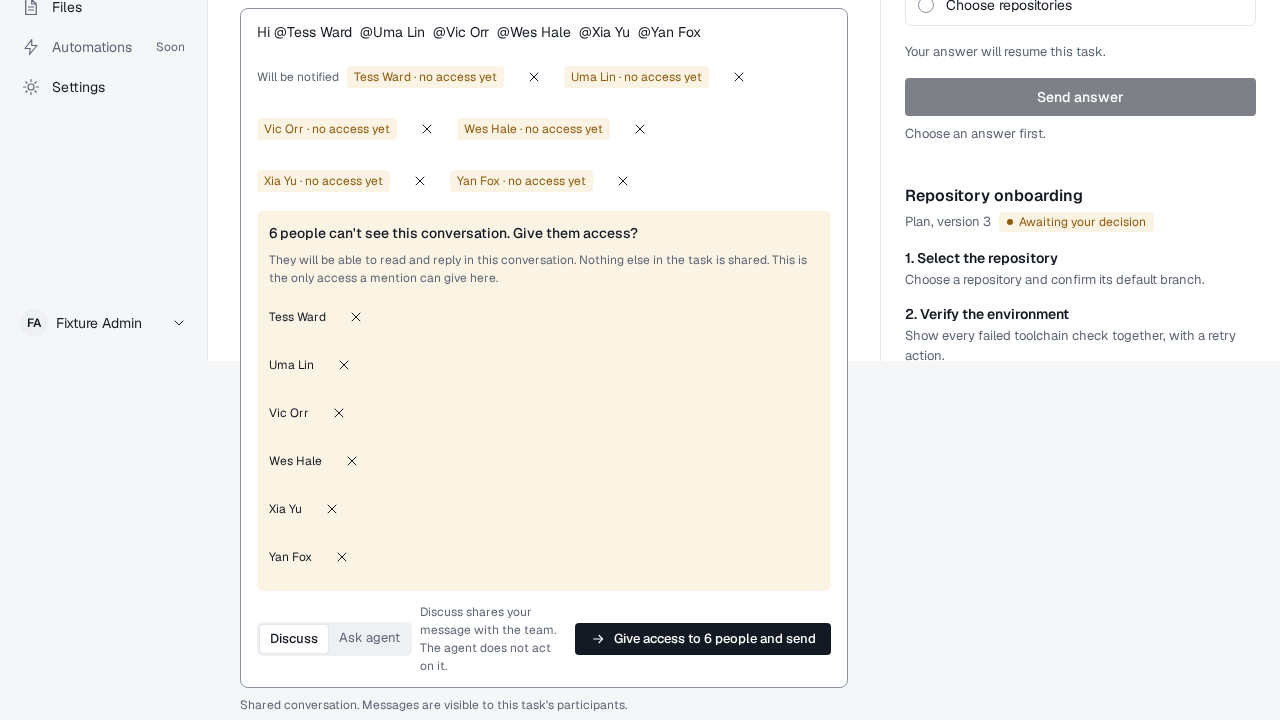 Files
Automations Soon
Settings
FA Fixture Admin
Hi @Tess Ward @Uma Lin @Vic Orr @Wes Hale @Xia Yu @Yan Fox
Will be notified Tess Ward · no access yet Uma Lin · no access yet
Vic Orr · no access yet Wes Hale · no access yet
Xia Yu · no access yet Yan Fox · no access yet
6 people can't see this conversation. Give them access?
They will be able to read and reply in this conversation. Nothing else in the task is shared. This is
the only access a mention can give here.
Tess Ward
Uma Lin
Vic Orr
Wes Hale
Xia Yu
Yan Fox
Discuss Ask agent
Discuss shares your
message with the team.
The agent does not act
on it.
Give access to 6 people and send
Shared conversation. Messages are visible to this task's participants.
Choose repositories
Your answer will resume this task.
Send answer
Choose an answer first.
Repository onboarding
Plan, version 3 Awaiting your decision
1. Select the repository
Choose a repository and confirm its default branch.
2. Verify the environment
Show every failed toolchain check together, with a retry
action.